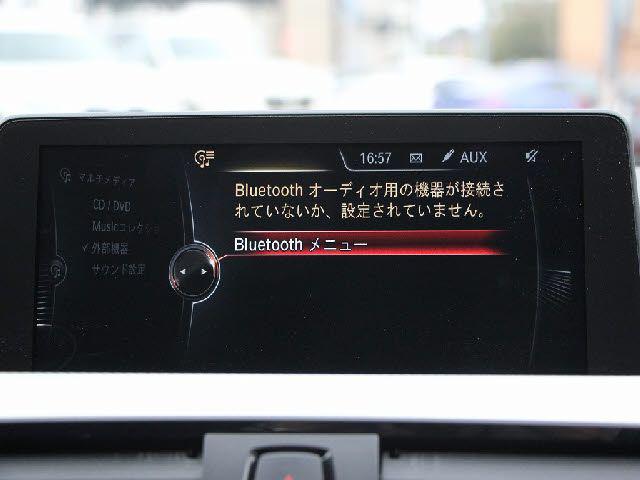 16:57 AUX
マルチメディア
CD / DVD
Musicコレクショ
✓外部機器
サウンド設定
Bluetooth オーディオ用の機器が接続さ
れていないか、設定されていません。
Bluetooth メニュー